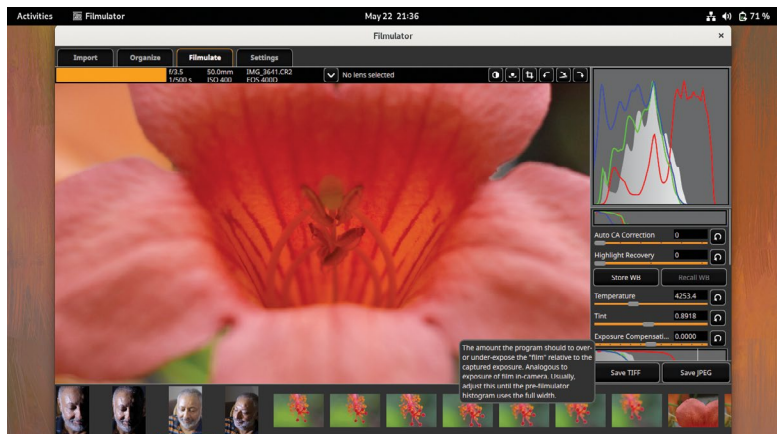 Activities Filmulator May 22 21:36 71 %
Filmulator ×
Import Organize Filmulate Settings
f/3.5 50.0mm IMG_3641.CR2
1/500 s ISO 400 EOS 400D
No lens selected
Auto CA Correction 0
Highlight Recovery 0
Store WB Recall WB
Temperature 4253.4
Tint 0.8918
Exposure Compensati... 0.0000
The amount the program should to over-
or under-expose the "film" relative to the
captured exposure. Analogous to
exposure of film in-camera. Usually,
adjust this until the pre-filmulator
histogram uses the full width.
Save TIFF Save JPEG